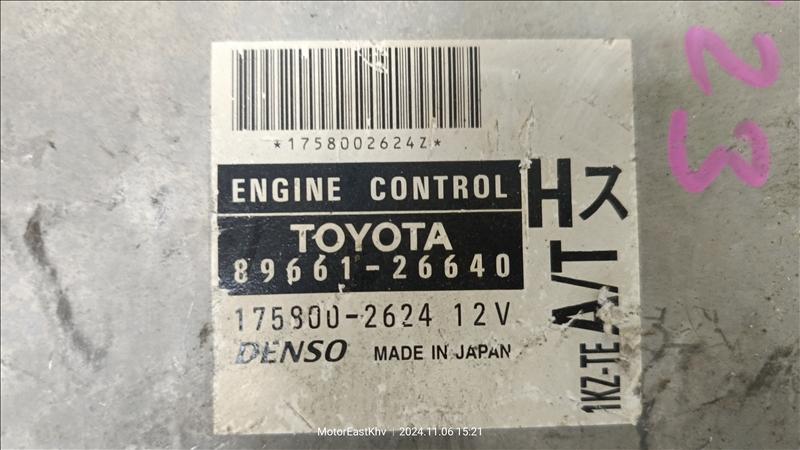 *1758002624Z*
ENGINE CONTROL
TOYOTA
89661-26640
175800-2624 12V
DENSO MADE IN JAPAN
Hス
A/T
1KZ-TE
23
MotorEastKhv | 2024.11.06 15:21